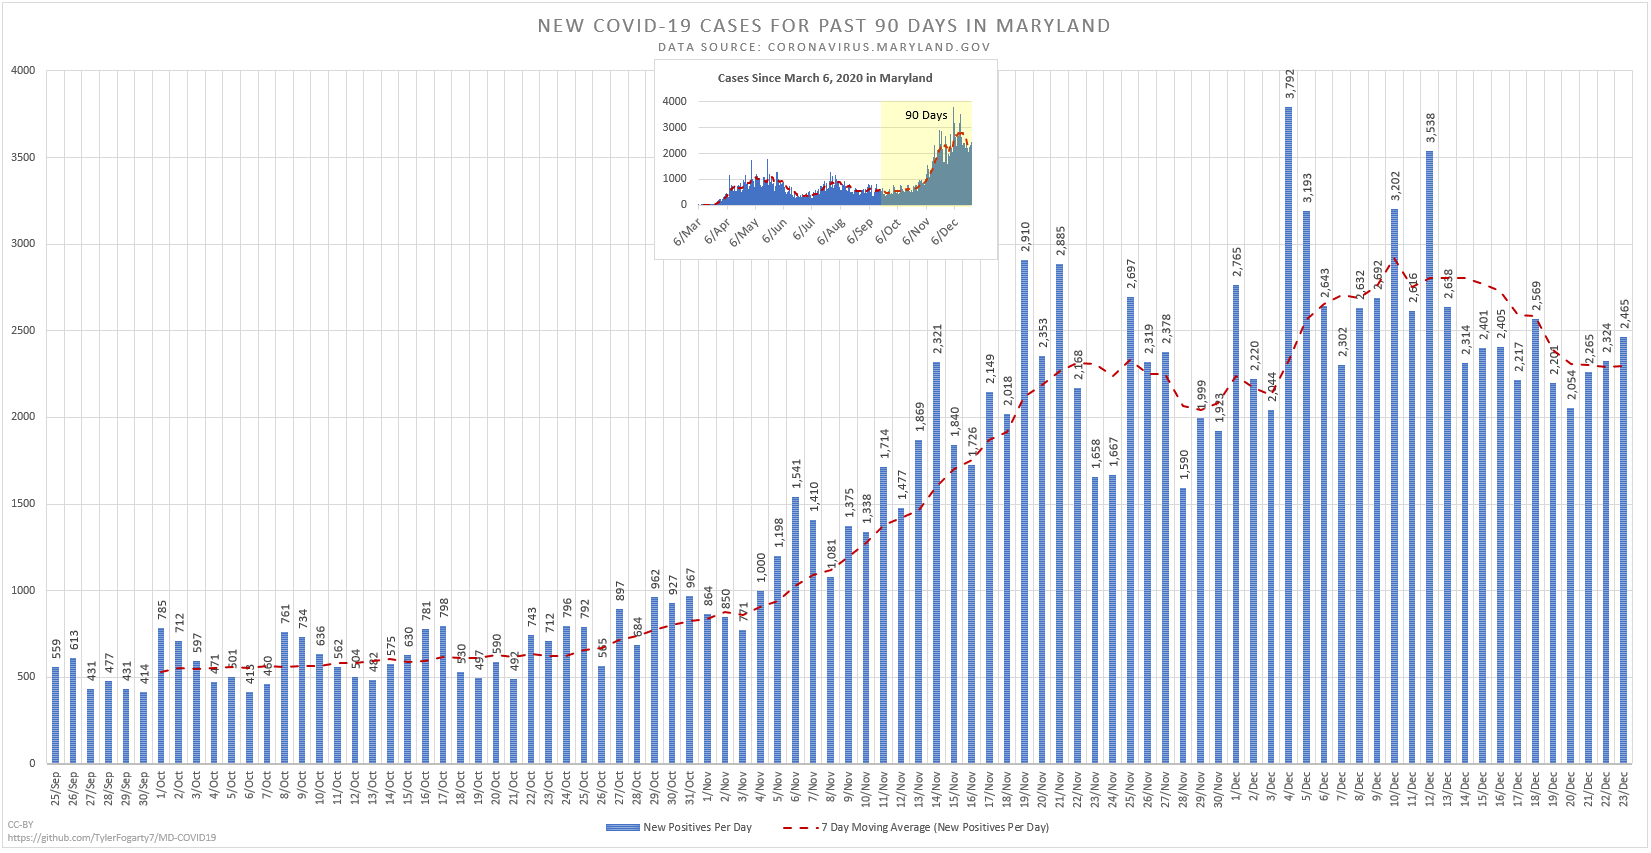 NEW COVID-19 CASES FOR PAST 90 DAYS IN MARYLAND
DATA SOURCE: CORONAVIRUS.MARYLAND.GOV
4000
3500
3000
2500
2000
1500
1000
500
0
Cases Since March 6, 2020 in Maryland
90 Days
4000
3000
2000
1000
0
6/Mar 6/Apr 6/May 6/Jun 6/Jul 6/Aug 6/Sep 6/Oct 6/Nov 6/Dec
559 613 431 477 431 414 785 712 597 471 501 413 460 761 734 636 562 504 482 575 630 781 798 530 497 590 492 743 712 796 792 565 897 684 962 927 967 864 850 771 1,000 1,198 1,541 1,410 1,081 1,375 1,338 1,714 1,477 1,869 2,321 1,840 1,726 2,149 2,018 2,910 2,353 2,885 2,168 1,658 1,667 2,697 2,319 2,378 1,590 1,999 1,923 2,765 2,220 2,044 3,792 3,193 2,643 2,302 2,632 2,692 3,202 2,616 3,538 2,638 2,314 2,401 2,405 2,217 2,569 2,201 2,054 2,265 2,324 2,465
25/Sep 26/Sep 27/Sep 28/Sep 29/Sep 30/Sep 1/Oct 2/Oct 3/Oct 4/Oct 5/Oct 6/Oct 7/Oct 8/Oct 9/Oct 10/Oct 11/Oct 12/Oct 13/Oct 14/Oct 15/Oct 16/Oct 17/Oct 18/Oct 19/Oct 20/Oct 21/Oct 22/Oct 23/Oct 24/Oct 25/Oct 26/Oct 27/Oct 28/Oct 29/Oct 30/Oct 31/Oct 1/Nov 2/Nov 3/Nov 4/Nov 5/Nov 6/Nov 7/Nov 8/Nov 9/Nov 10/Nov 11/Nov 12/Nov 13/Nov 14/Nov 15/Nov 16/Nov 17/Nov 18/Nov 19/Nov 20/Nov 21/Nov 22/Nov 23/Nov 24/Nov 25/Nov 26/Nov 27/Nov 28/Nov 29/Nov 30/Nov 1/Dec 2/Dec 3/Dec 4/Dec 5/Dec 6/Dec 7/Dec 8/Dec 9/Dec 10/Dec 11/Dec 12/Dec 13/Dec 14/Dec 15/Dec 16/Dec 17/Dec 18/Dec 19/Dec 20/Dec 21/Dec 22/Dec 23/Dec
New Positives Per Day
7 Day Moving Average (New Positives Per Day)
CC-BY
https://github.com/TylerFogarty7/MD-COVID19